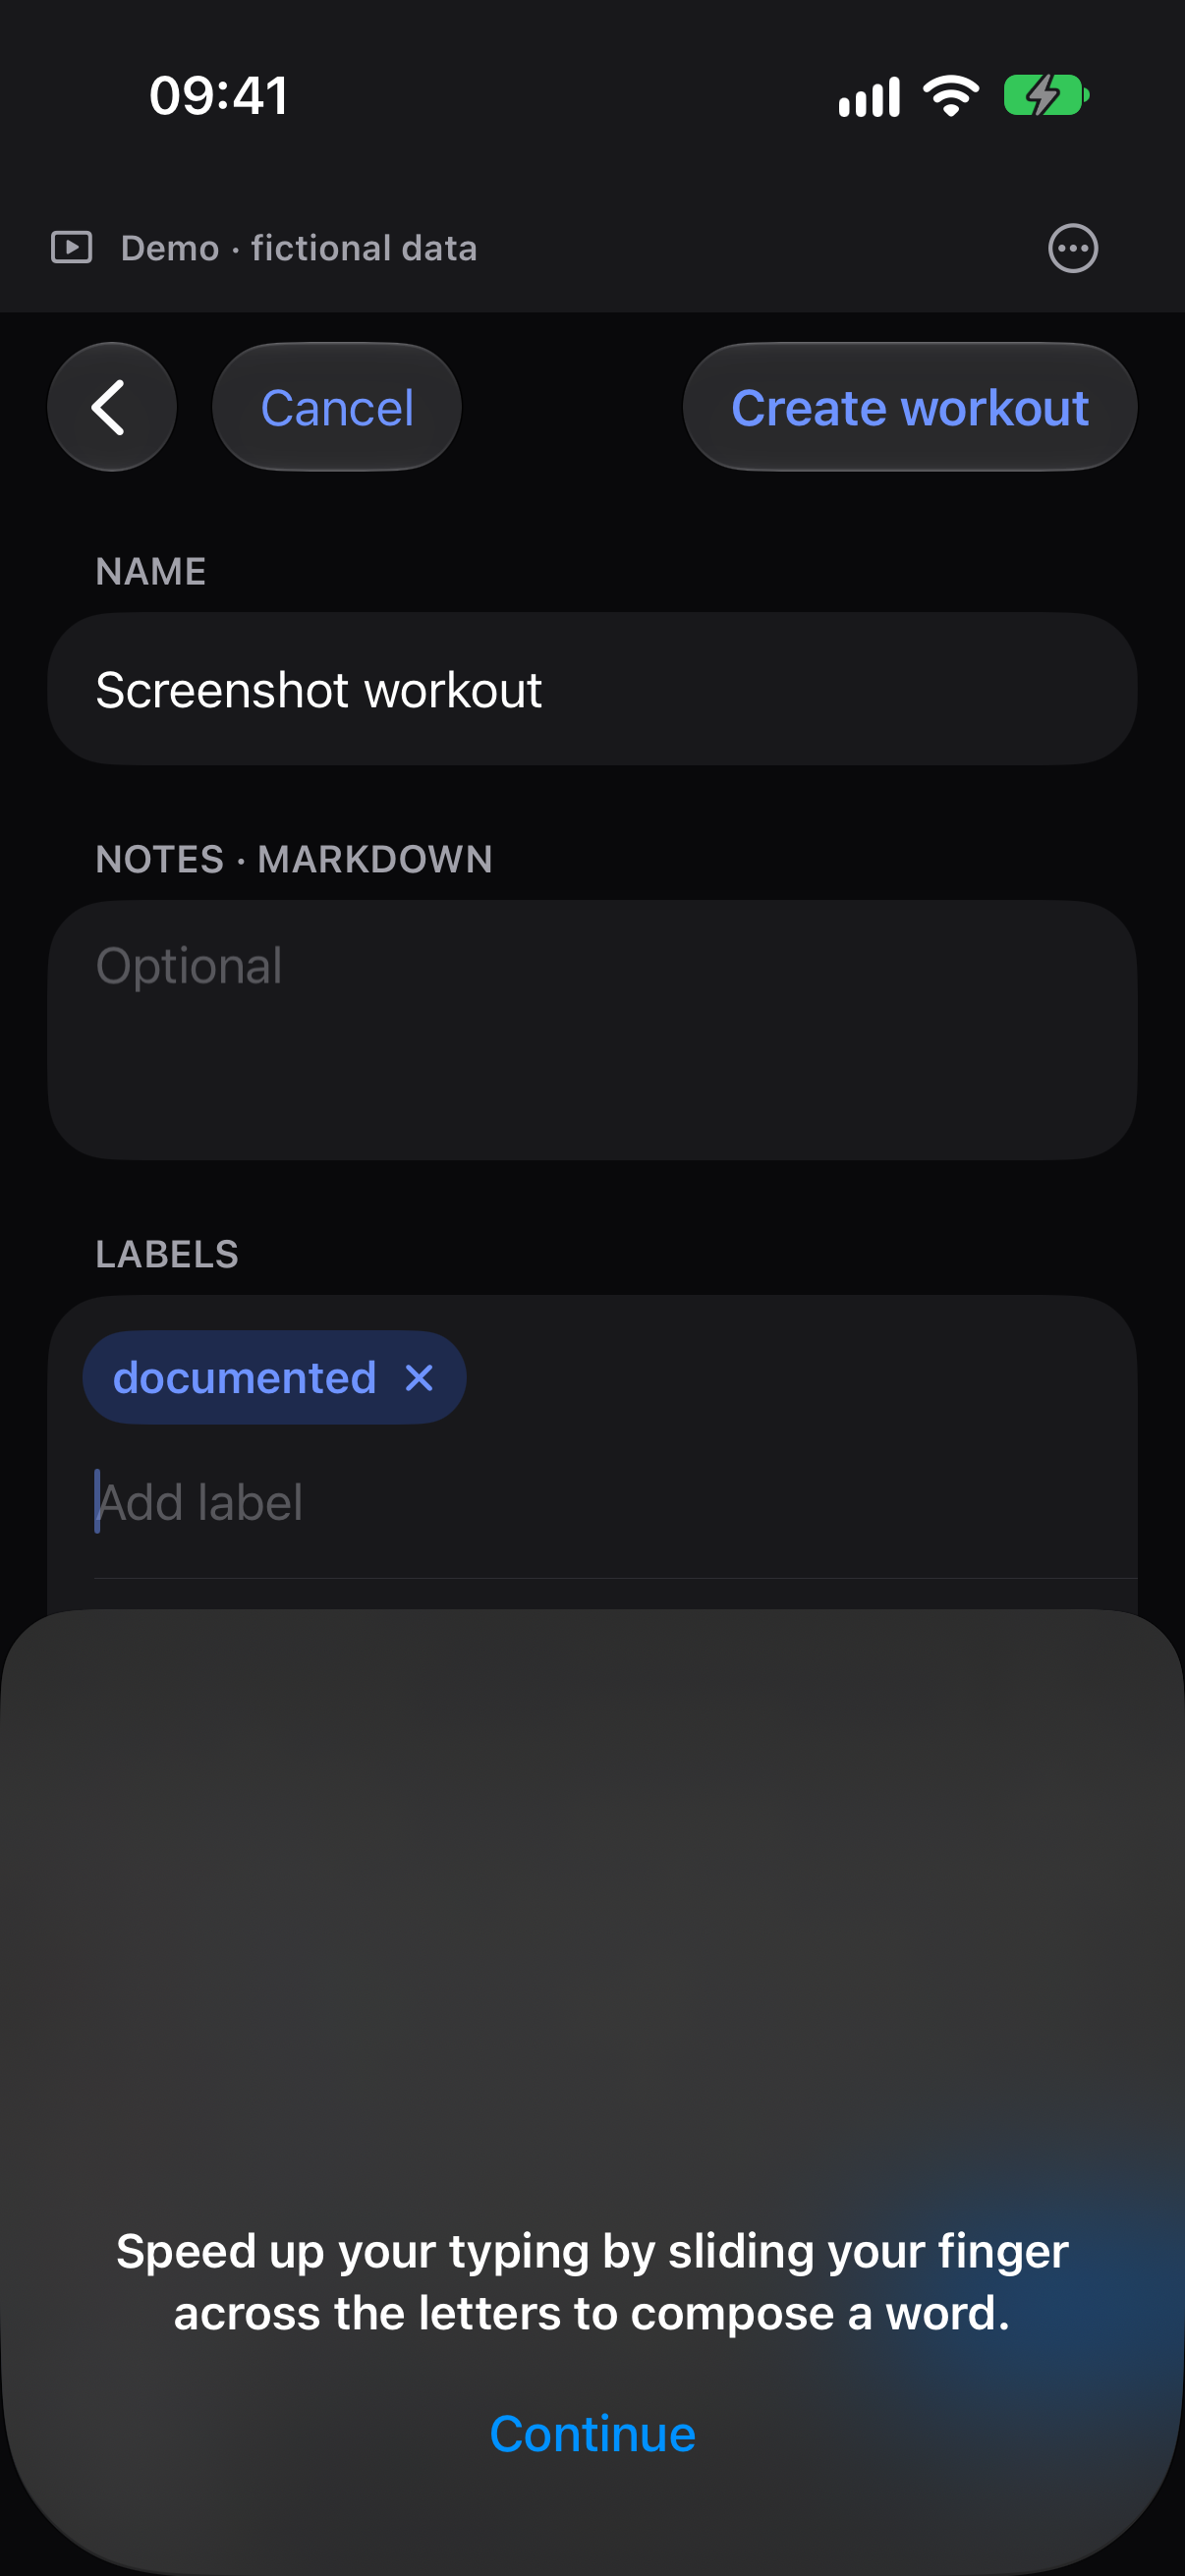 09:41
Demo · fictional data
Cancel
Create workout
NAME
Screenshot workout
NOTES · MARKDOWN
Optional
LABELS
documented
Add label
Speed up your typing by sliding your finger
across the letters to compose a word.
Continue